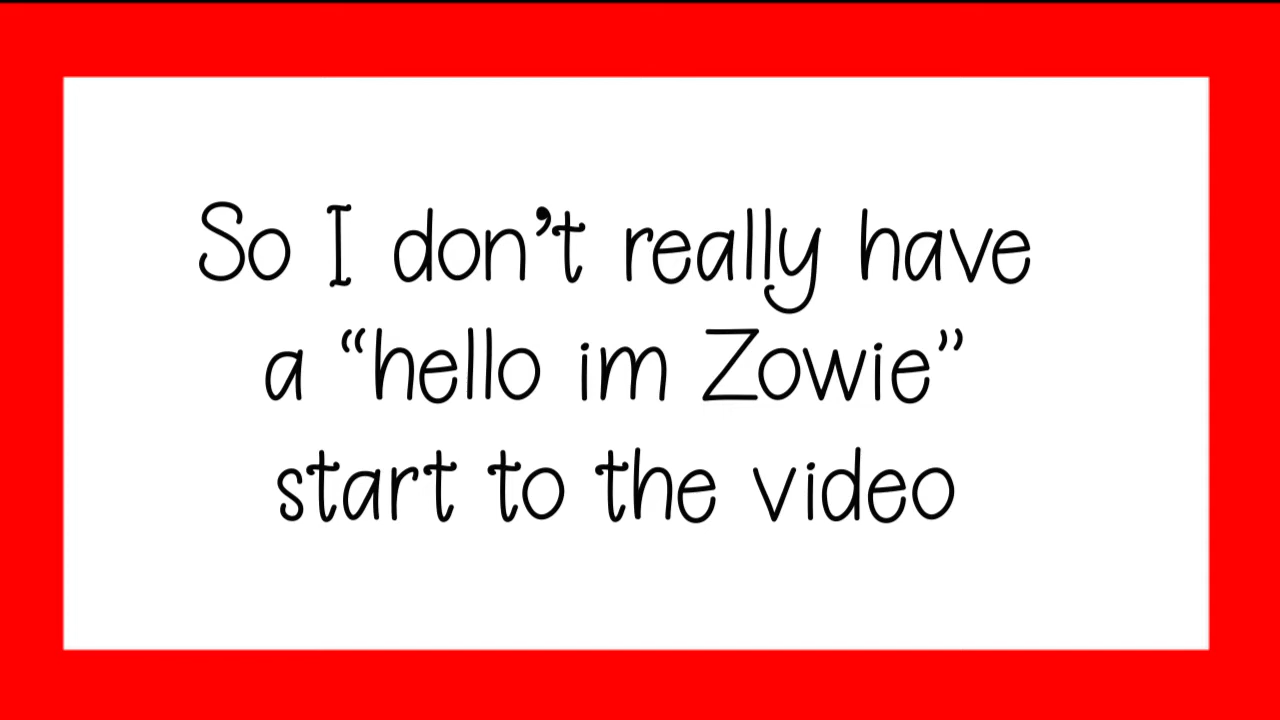 So I don’t really have
a “hello im Zowie”
start to the video